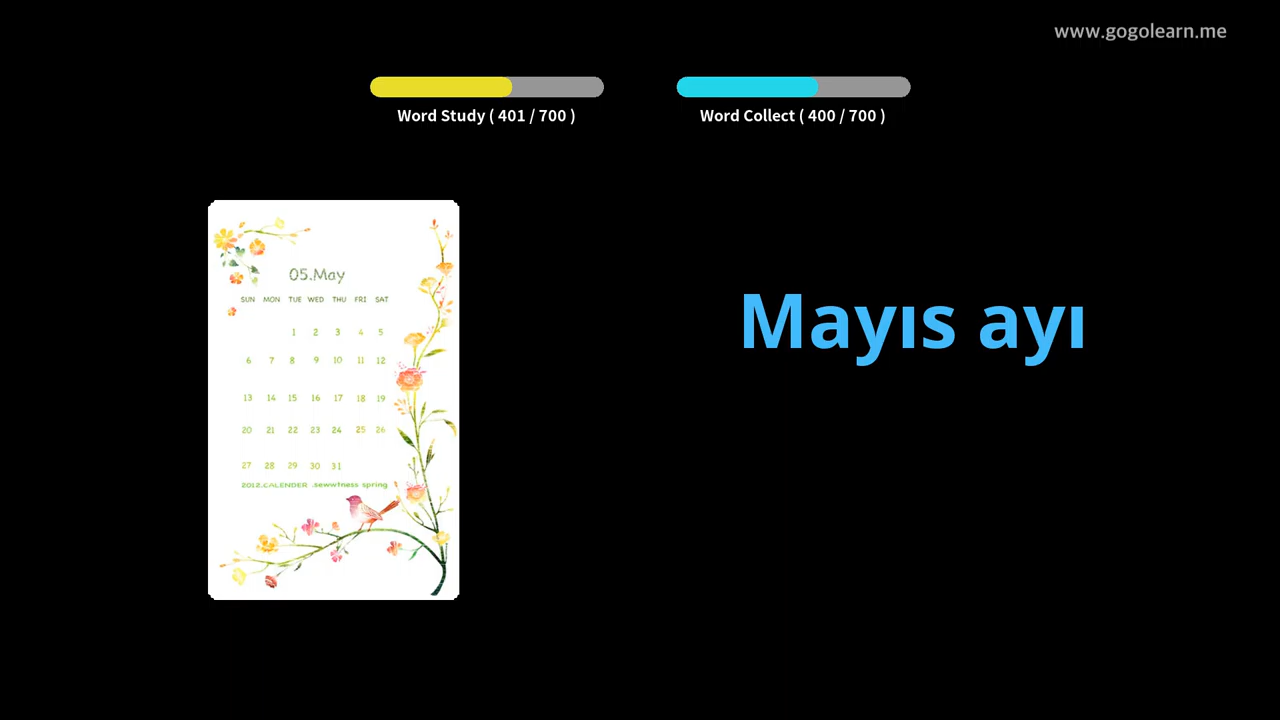 www.gogolearn.me
Word Study ( 401 / 700 )
Word Collect ( 400 / 700 )
05.May
SUN MON TUE WED THU FRI SAT
1 2 3 4 5
6 7 8 9 10 11 12
13 14 15 16 17 18 19
20 21 22 23 24 25 26
27 28 29 30 31
2012.CALENDER .sewwtness spring
Mayıs ayı